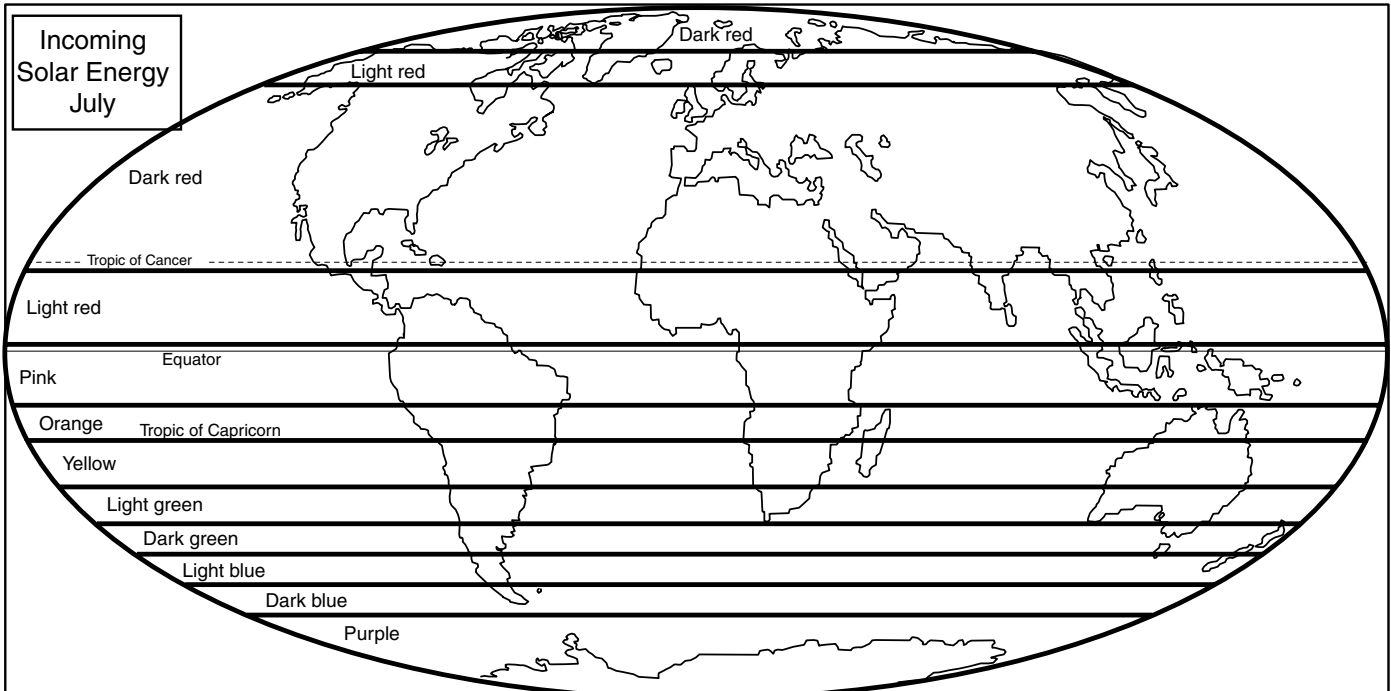 Incoming
Solar Energy
July
Dark red
Light red
Dark red
Tropic of Cancer
Light red
Equator
Pink
Orange
Tropic of Capricorn
Yellow
Light green
Dark green
Light blue
Dark blue
Purple